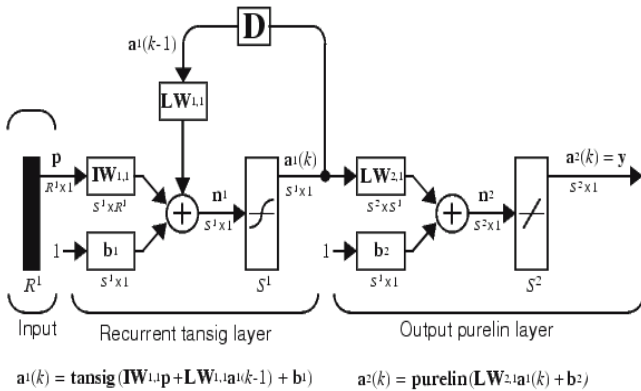 D
a¹(k-1)
LW1,1
p
IW1,1
a¹(k)
LW2,1
a²(k) = y
R¹x1
S¹xR¹
n¹
S¹x1
S¹x1
S²xS¹
n²
S²x1
S²x1
1
b1
S¹x1
1
b2
S¹x1
R¹
S¹
S²
Input
Recurrent tansig layer
Output purelin layer
a¹(k) = tansig (IW1,1p+LW1,1a¹(k-1) + b1)
a²(k) = purelin (LW2,1a¹(k) + b2)